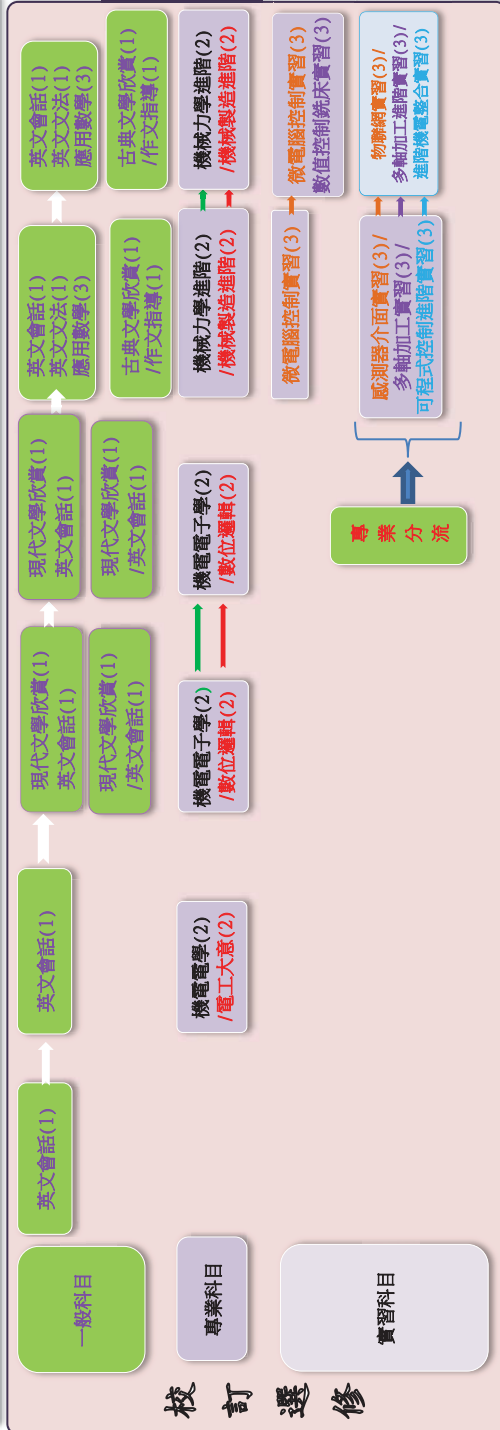 校訂選修
一般科目
英文會話(1)
英文會話(1)
現代文學欣賞(1)
英文會話(1)
現代文學欣賞(1)
英文會話(1)
英文會話(1)
英文文法(1)
應用數學(3)
英文會話(1)
英文文法(1)
應用數學(3)
現代文學欣賞(1)
/英文會話(1)
現代文學欣賞(1)
/英文會話(1)
古典文學欣賞(1)
/作文指導(1)
古典文學欣賞(1)
/作文指導(1)
專業科目
機電電學(2)
/電工大意(2)
機電電子學(2)
/數位邏輯(2)
機電電子學(2)
/數位邏輯(2)
機械力學進階(2)
/機械製造進階(2)
機械力學進階(2)
/機械製造進階(2)
實習科目
微電腦控制實習(3)
微電腦控制實習(3)
數值控制銑床實習(3)
專業分流
感測器介面實習(3)/
多軸加工實習(3)/
可程式控制進階實習(3)
物聯網實習(3)/
多軸加工進階實習(3)/
進階機電整合實習(3)